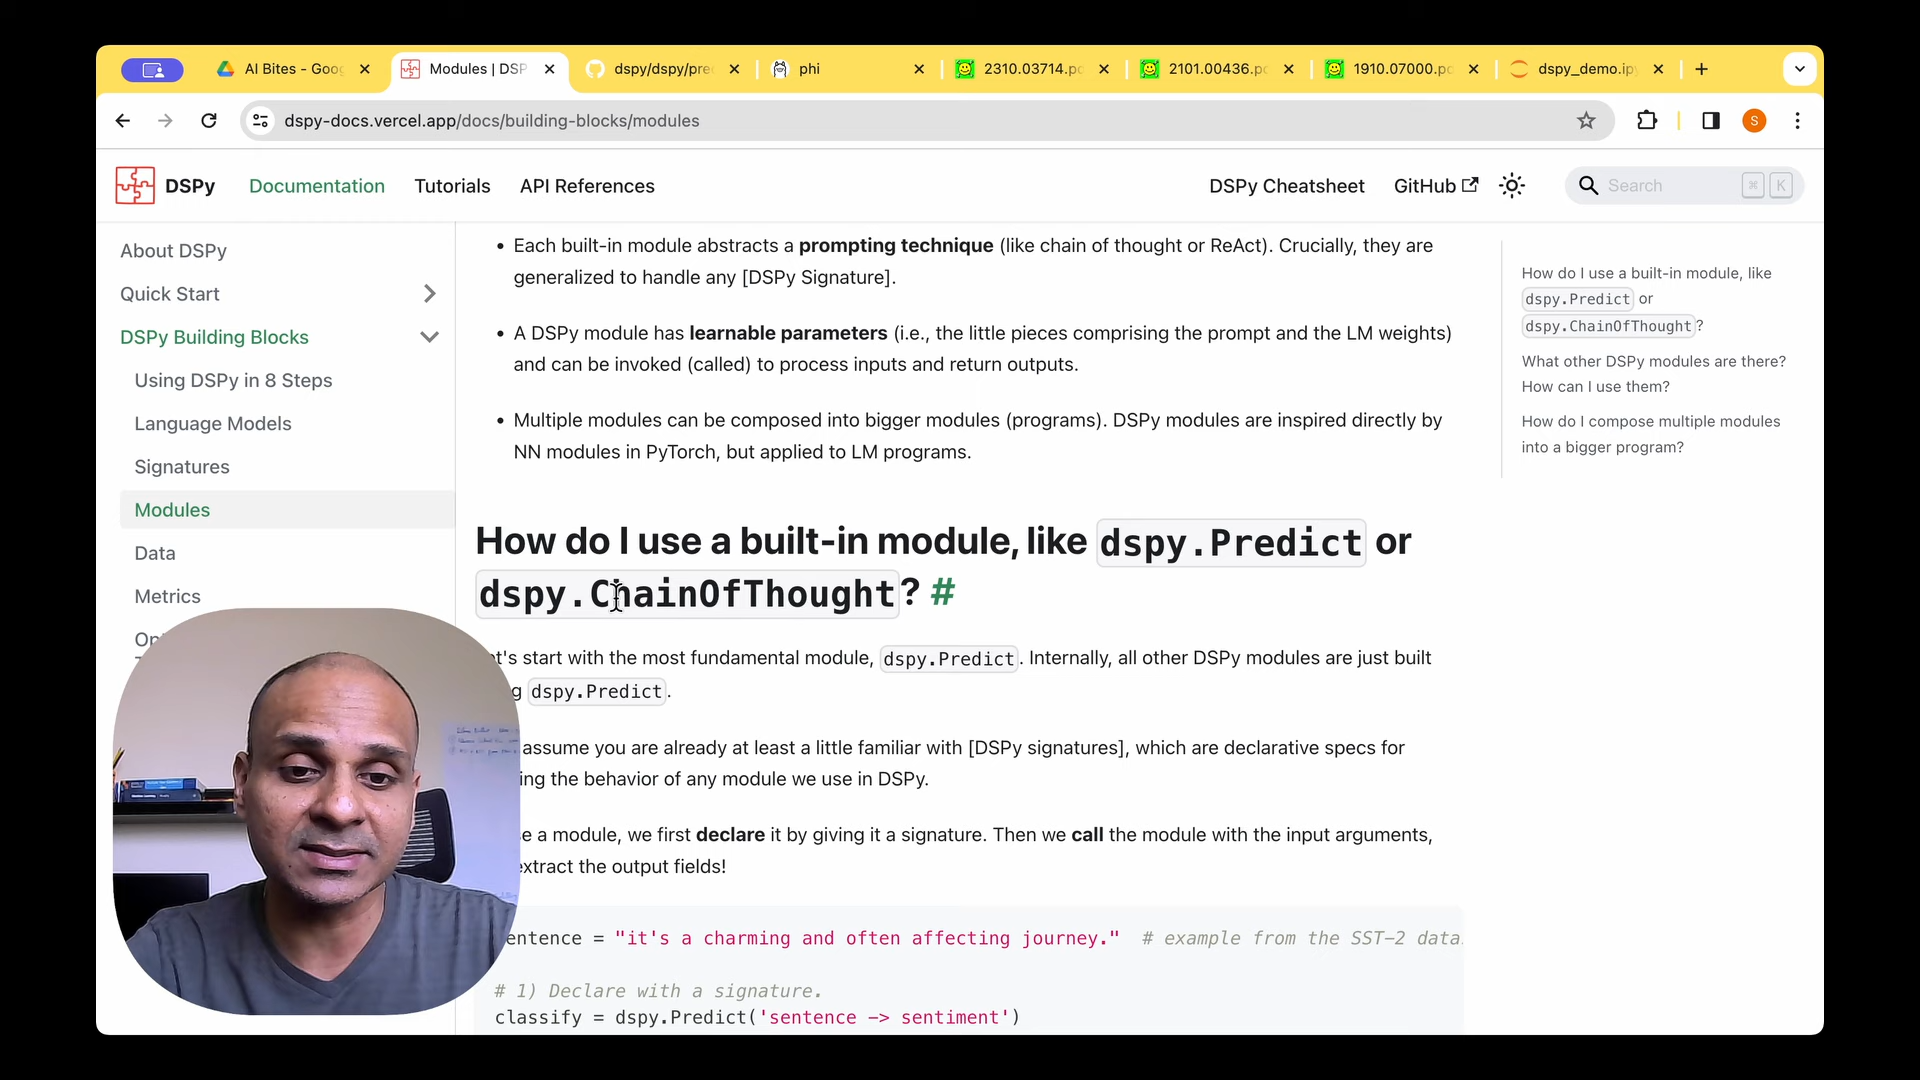 AI Bites - Goo
Modules | DSP
dspy/dspy/pre
phi
2310.03714.p
2101.00436.p
1910.07000.p
dspy_demo.ip
dspy-docs.vercel.app/docs/building-blocks/modules
S
DSPy
Documentation
Tutorials
API References
DSPy Cheatsheet
GitHub
Search
⌘
K
About DSPy
Quick Start
DSPy Building Blocks
Using DSPy in 8 Steps
Language Models
Signatures
Modules
Data
Metrics
Op
• Each built-in module abstracts a prompting technique (like chain of thought or ReAct). Crucially, they are
generalized to handle any [DSPy Signature].
• A DSPy module has learnable parameters (i.e., the little pieces comprising the prompt and the LM weights)
and can be invoked (called) to process inputs and return outputs.
• Multiple modules can be composed into bigger modules (programs). DSPy modules are inspired directly by
NN modules in PyTorch, but applied to LM programs.
How do I use a built-in module, like dspy.Predict or
dspy.ChainOfThought? #
t's start with the most fundamental module, dspy.Predict. Internally, all other DSPy modules are just built
g dspy.Predict.
assume you are already at least a little familiar with [DSPy signatures], which are declarative specs for
ing the behavior of any module we use in DSPy.
e a module, we first declare it by giving it a signature. Then we call the module with the input arguments,
extract the output fields!
entence = "it's a charming and often affecting journey."  # example from the SST-2 data
# 1) Declare with a signature.
classify = dspy.Predict('sentence -> sentiment')
How do I use a built-in module, like
dspy.Predict or
dspy.ChainOfThought?
What other DSPy modules are there?
How can I use them?
How do I compose multiple modules
into a bigger program?